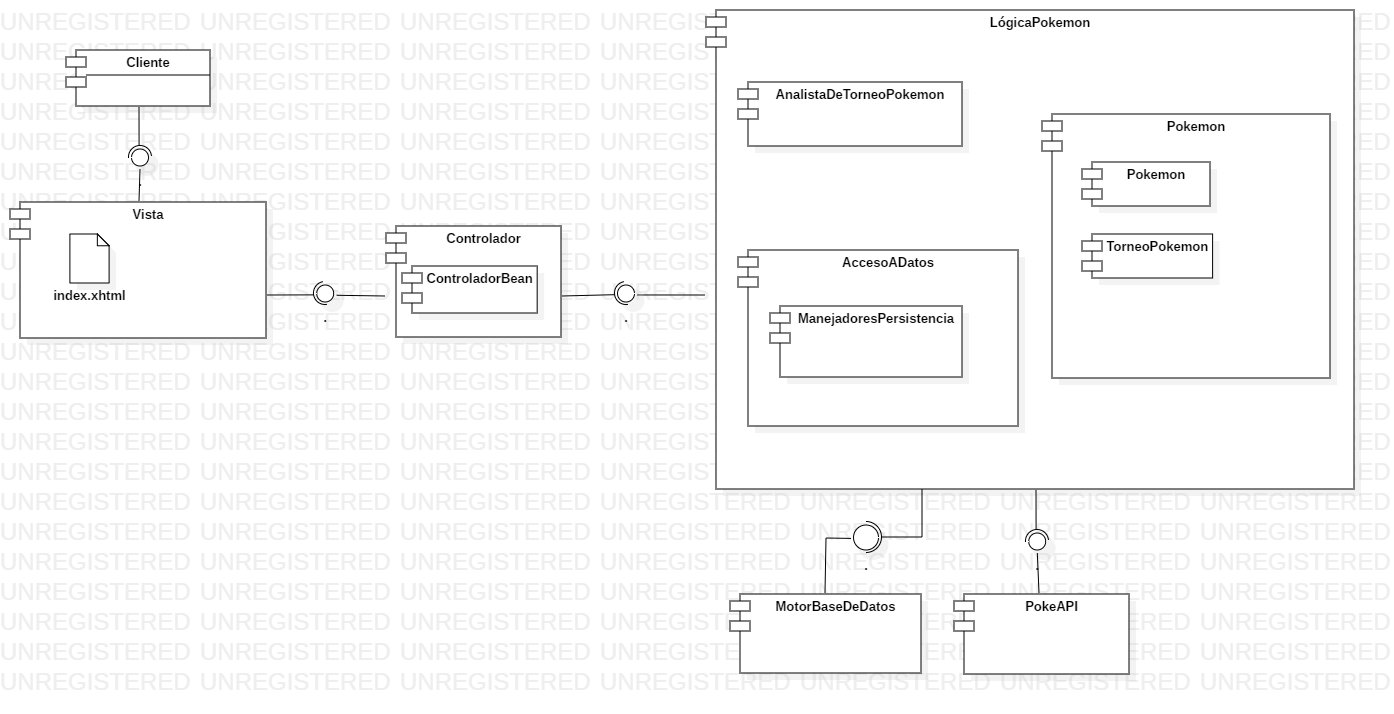 LógicaPokemon
Cliente
AnalistaDeTorneoPokemon
Pokemon
Pokemon
Vista
Controlador
TorneoPokemon
AccesoADatos
ControladorBean
index.xhtml
ManejadoresPersistencia
MotorBaseDeDatos
PokeAPI
UNREGISTERED